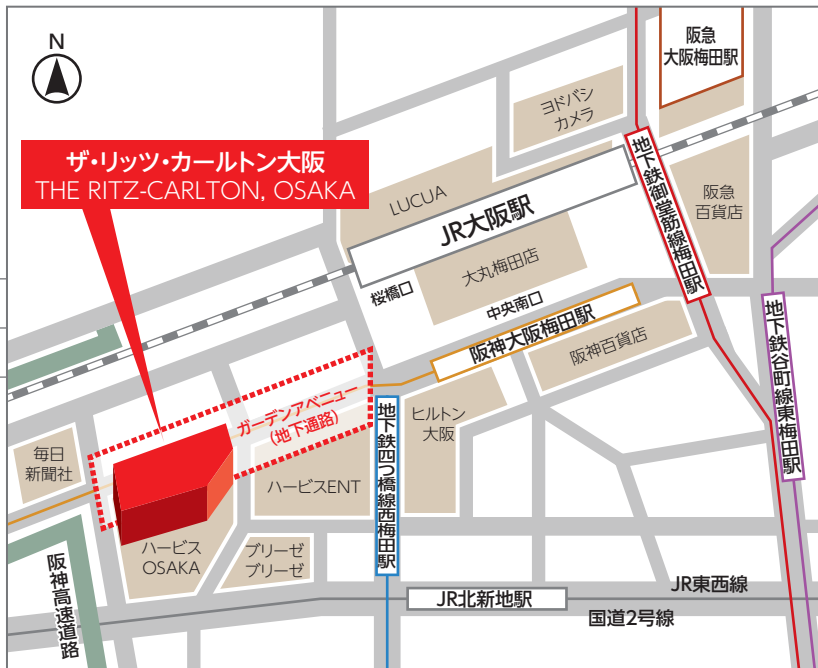 N
阪急
大阪梅田駅
ヨドバシ
カメラ
ザ・リッツ・カールトン大阪
THE RITZ-CARLTON, OSAKA
地下鉄御堂筋線梅田駅
阪急
百貨店
LUCUA
JR大阪駅
大丸梅田店
桜橋口
中央南口
阪神大阪梅田駅
阪神百貨店
地下鉄谷町線東梅田駅
ガーデンアベニュー
(地下通路)
ヒルトン
大阪
地下鉄四つ橋線西梅田駅
毎日
新聞社
ハービスENT
ハービス
OSAKA
ブリーゼ
ブリーゼ
阪神高速道路
JR東西線
JR北新地駅
国道2号線